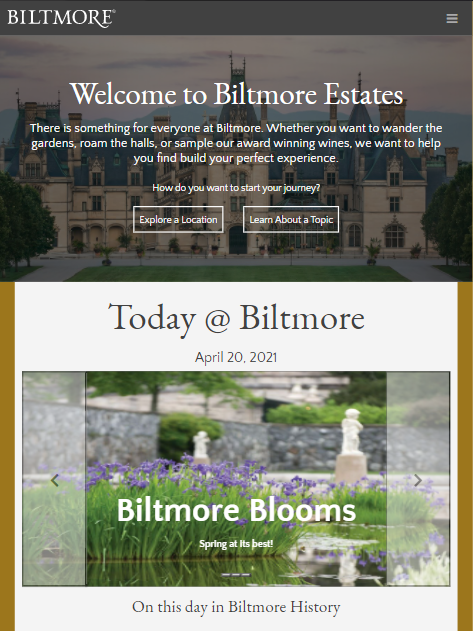 BILTMORE®
Welcome to Biltmore Estates
There is something for everyone at Biltmore. Whether you want to wander the
gardens, roam the halls, or sample our award winning wines, we want to help
you find build your perfect experience.
How do you want to start your journey?
Explore a Location
Learn About a Topic
Today @ Biltmore
April 20, 2021
Biltmore Blooms
Spring at Its best!
On this day in Biltmore History